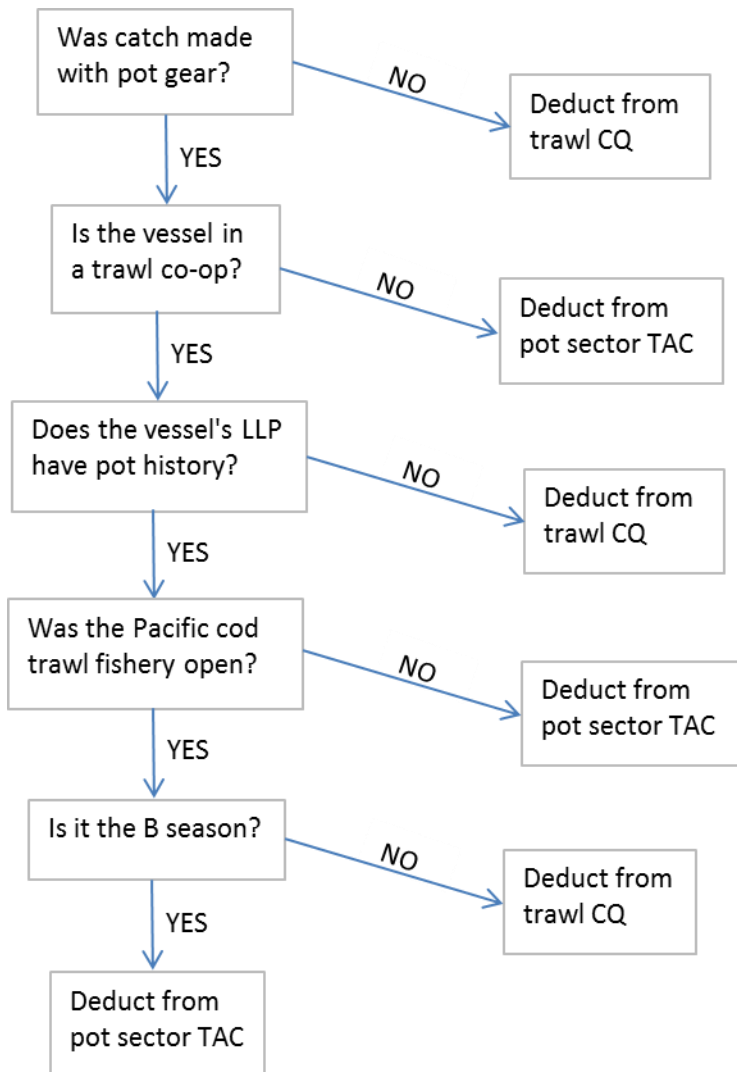 Was catch made
with pot gear?
NO
Deduct from
trawl CQ
YES
Is the vessel in
a trawl co-op?
NO
Deduct from
pot sector TAC
YES
Does the vessel's LLP
have pot history?
NO
Deduct from
trawl CQ
YES
Was the Pacific cod
trawl fishery open?
NO
Deduct from
pot sector TAC
YES
Is it the B season?
NO
Deduct from
trawl CQ
YES
Deduct from
pot sector TAC